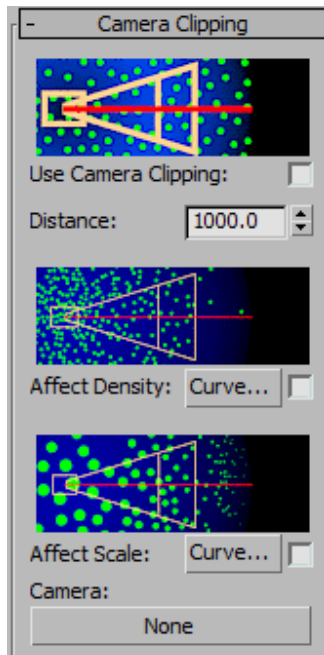 - Camera Clipping
Use Camera Clipping:
Distance: 1000.0
Affect Density: Curve...
Affect Scale: Curve...
Camera:
None